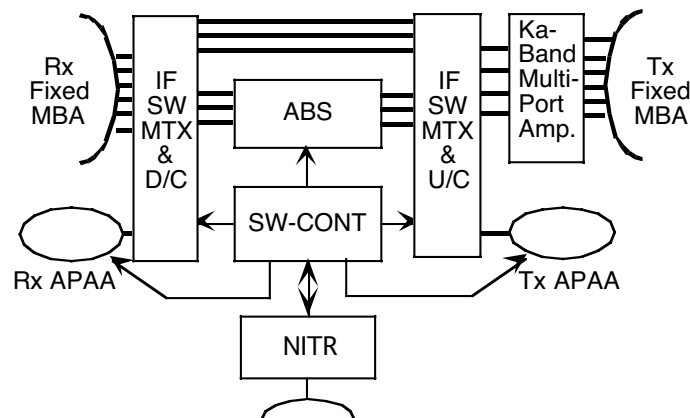 Rx
Fixed
MBA
IF
SW
MTX
&
D/C
ABS
IF
SW
MTX
&
U/C
Ka-
Band
Multi-
Port
Amp.
Tx
Fixed
MBA
SW-CONT
Rx APAA
Tx APAA
NITR